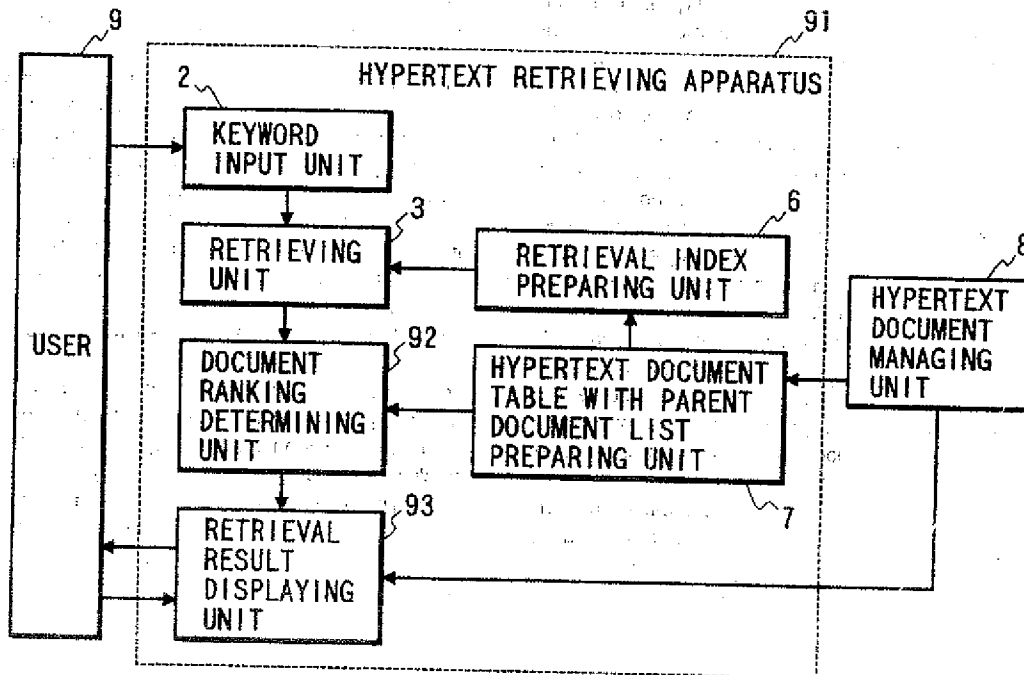 9
91
HYPERTEXT RETRIEVING APPARATUS
2
KEYWORD
INPUT UNIT
3
RETRIEVING
UNIT
6
RETRIEVAL INDEX
PREPARING UNIT
8
HYPERTEXT
DOCUMENT
MANAGING
UNIT
USER
92
DOCUMENT
RANKING
DETERMINING
UNIT
HYPERTEXT DOCUMENT
TABLE WITH PARENT
DOCUMENT LIST
PREPARING UNIT
7
93
RETRIEVAL
RESULT
DISPLAYING
UNIT